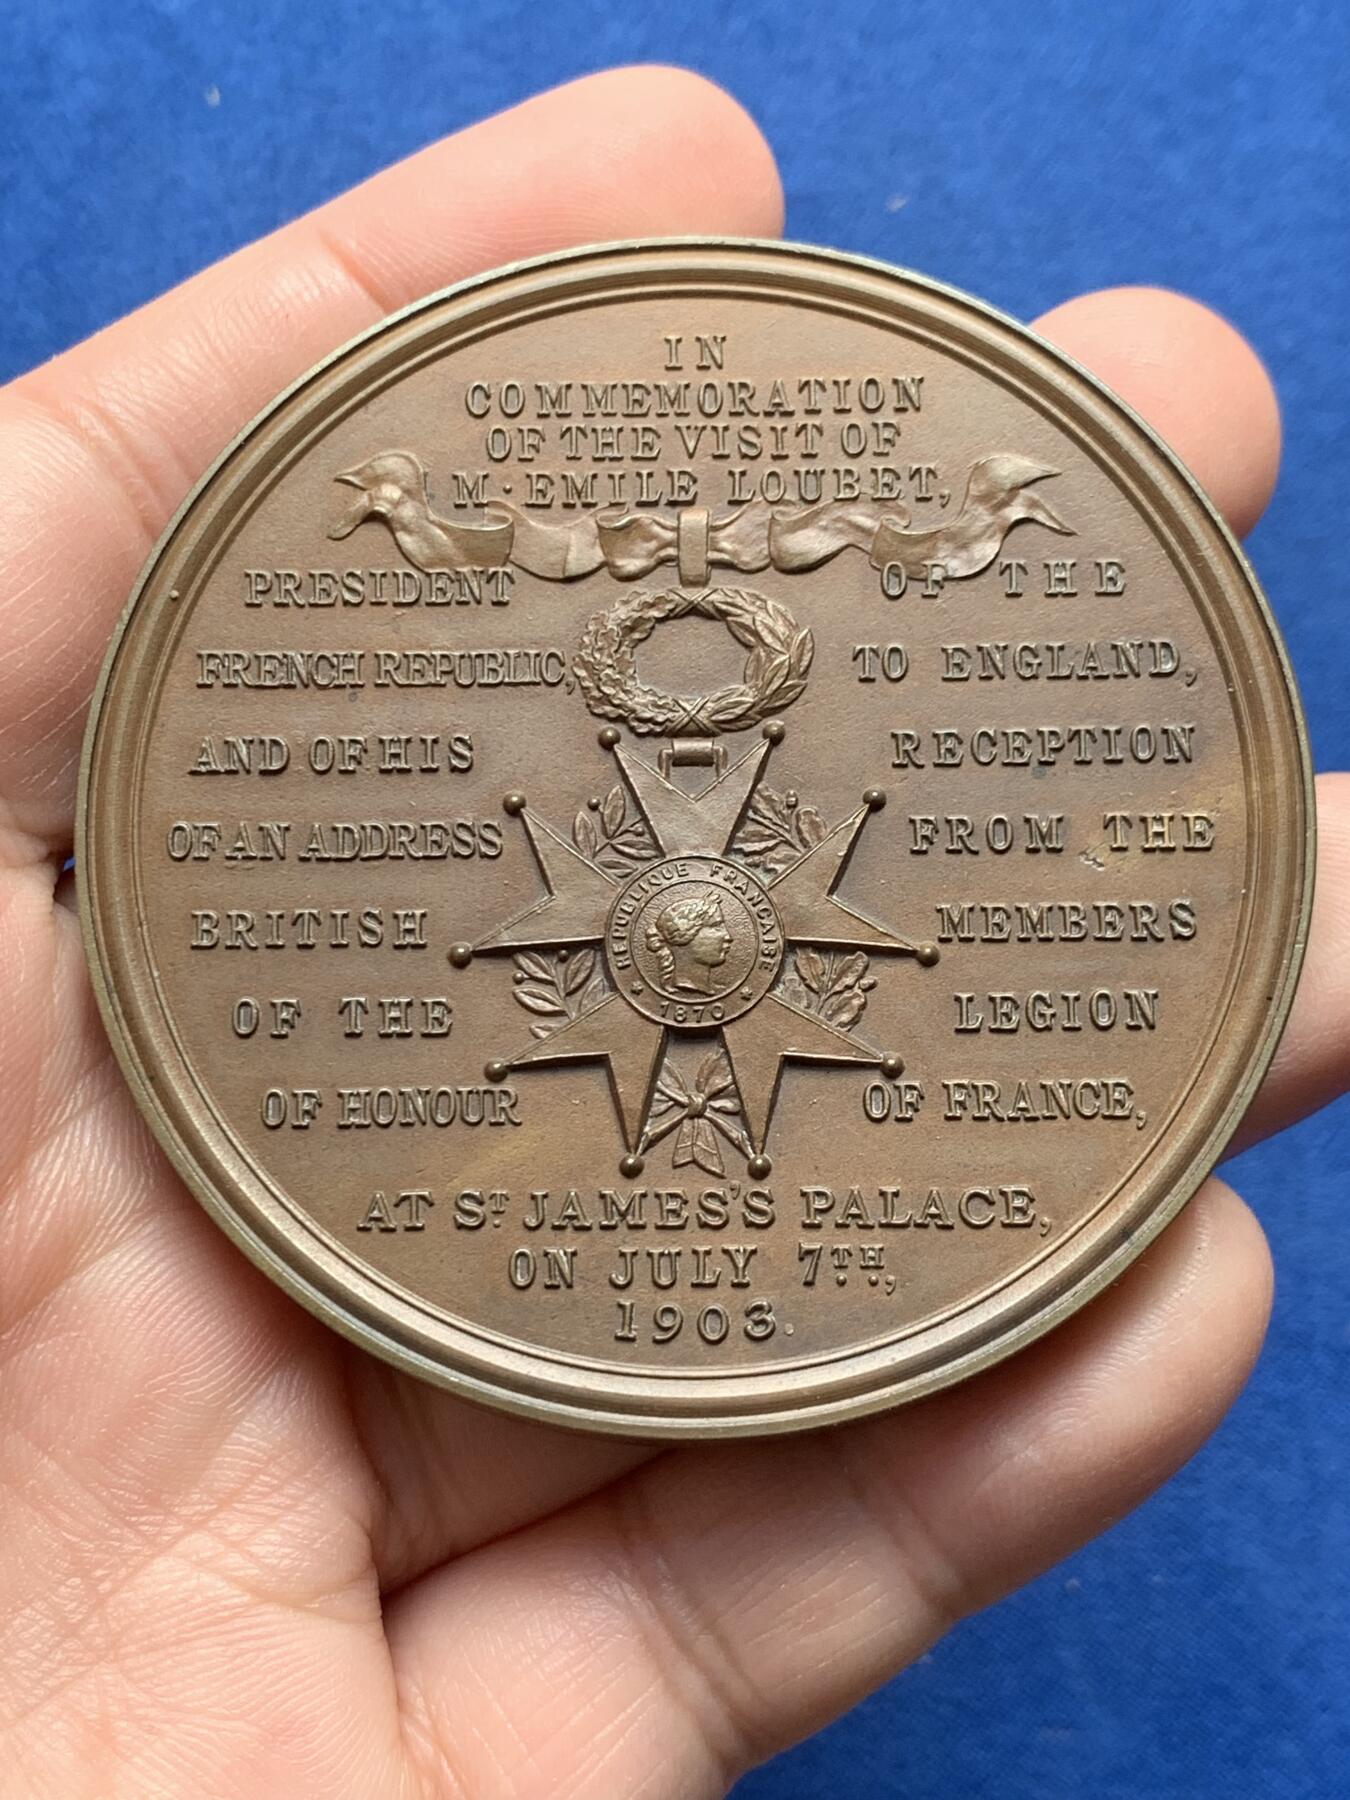 IN
COMMEMORATION
OF THE VISIT OF
M. EMILE LOUBET,
PRESIDENT OF THE
FRENCH REPUBLIC, TO ENGLAND,
AND OF HIS RECEPTION
OF AN ADDRESS FROM THE
BRITISH MEMBERS
OF THE LEGION
OF HONOUR OF FRANCE,
AT ST JAMES'S PALACE,
ON JULY 7TH,
1903.
REPUBLIQUE FRANÇAISE
* 1870 *